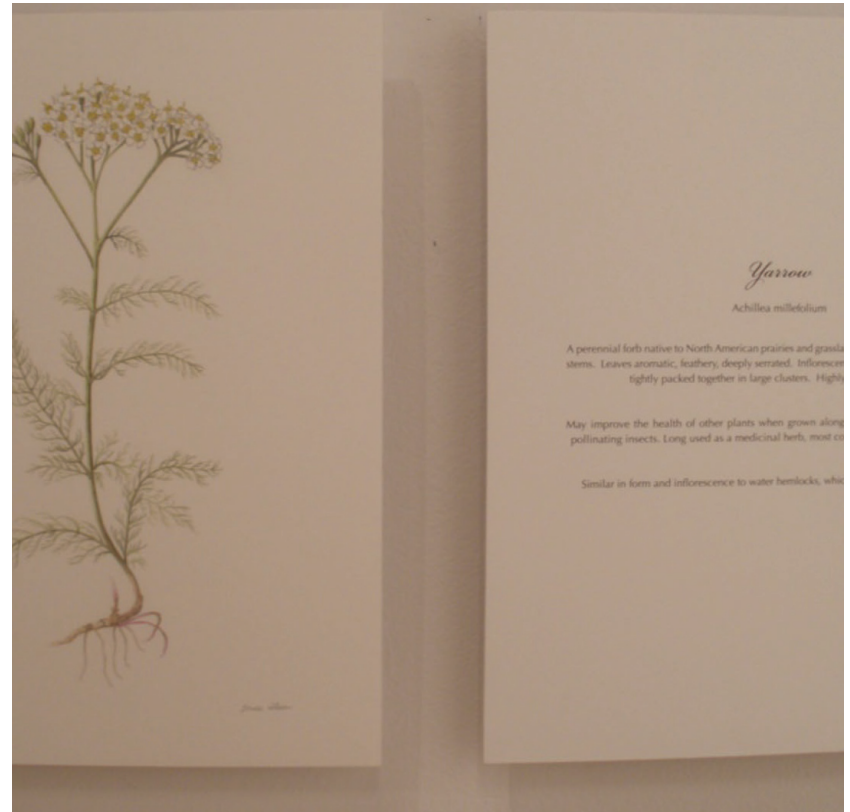 Yarrow
Achillea millefolium
A perennial forb native to North American prairies and grassla
stems. Leaves aromatic, feathery, deeply serrated. Inflorescen
tightly packed together in large clusters. Highly
May improve the health of other plants when grown along
pollinating insects. Long used as a medicinal herb, most co
Similar in form and inflorescence to water hemlocks, whic